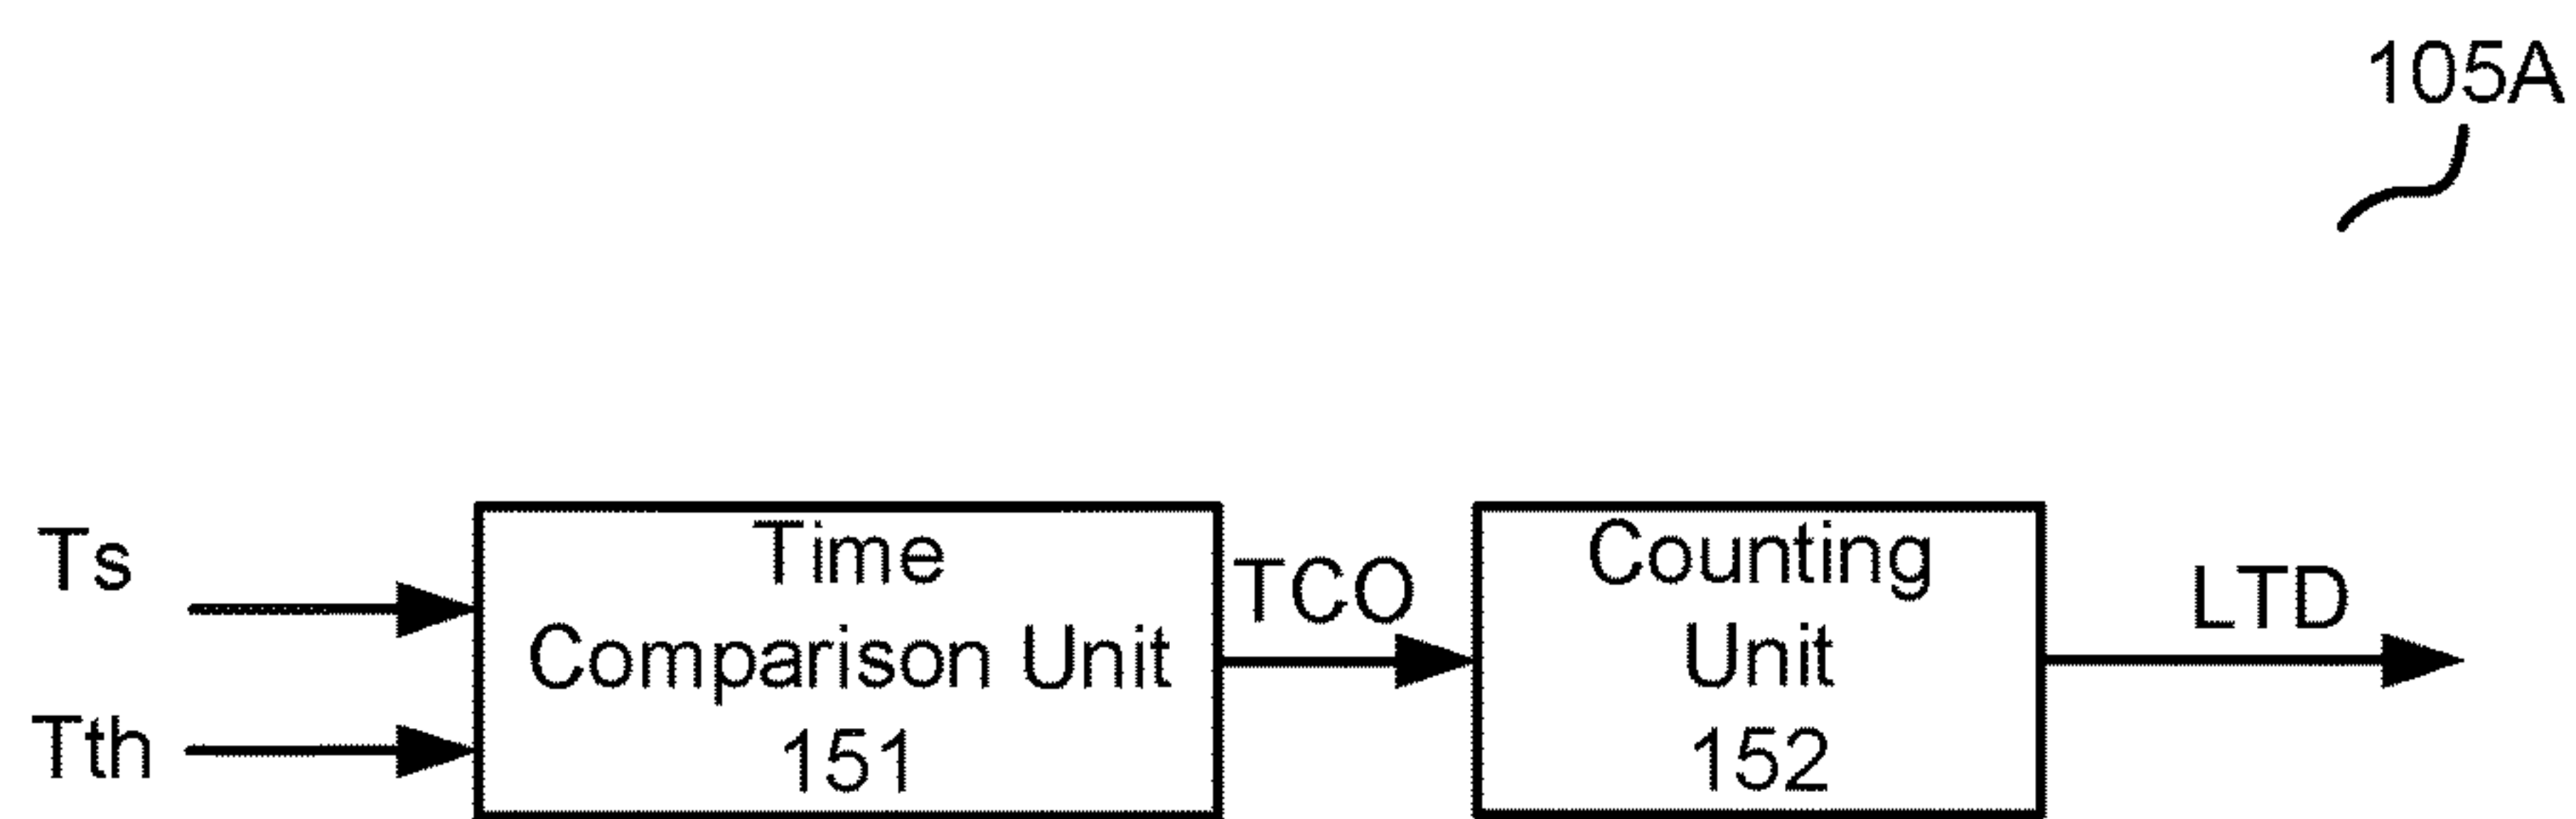 105A
Ts
Tth
Time
Comparison Unit
151
TCO
Counting
Unit
152
LTD